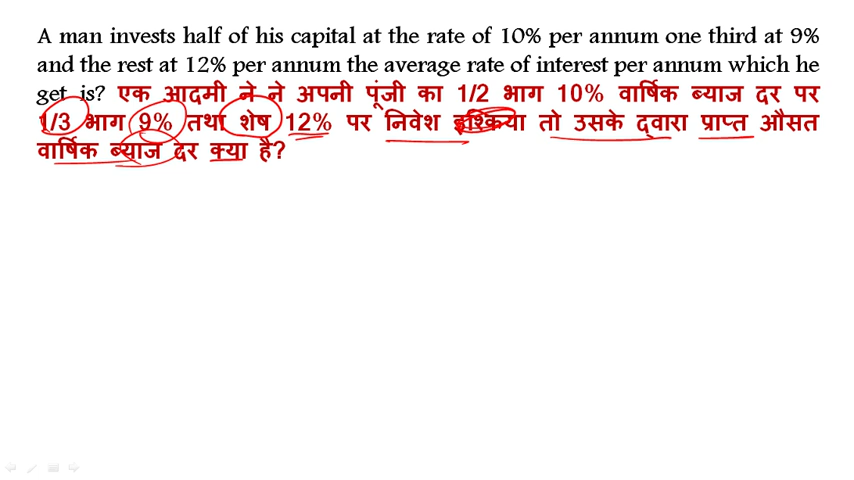 A man invests half of his capital at the rate of 10% per annum one third at 9%
and the rest at 12% per annum the average rate of interest per annum which he
get is? एक आदमी ने ने अपनी पूंजी का 1/2 भाग 10% वार्षिक ब्याज दर पर
1/3 भाग 9% तथा शेष 12% पर निवेश तो उसके द्वारा प्राप्त औसत
वार्षिक ब्याज दर क्या है?